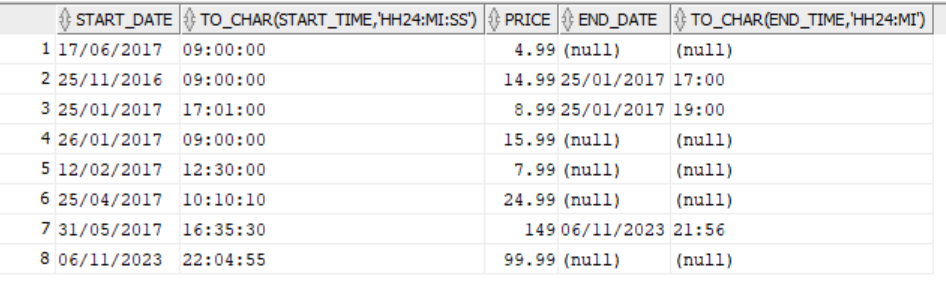 START_DATE TO_CHAR(START_TIME,'HH24:MI:SS') PRICE END_DATE TO_CHAR(END_TIME,'HH24:MI')
1 17/06/2017 09:00:00 4.99 (null) (null)
2 25/11/2016 09:00:00 14.99 25/01/2017 17:00
3 25/01/2017 17:01:00 8.99 25/01/2017 19:00
4 26/01/2017 09:00:00 15.99 (null) (null)
5 12/02/2017 12:30:00 7.99 (null) (null)
6 25/04/2017 10:10:10 24.99 (null) (null)
7 31/05/2017 16:35:30 149 06/11/2023 21:56
8 06/11/2023 22:04:55 99.99 (null) (null)